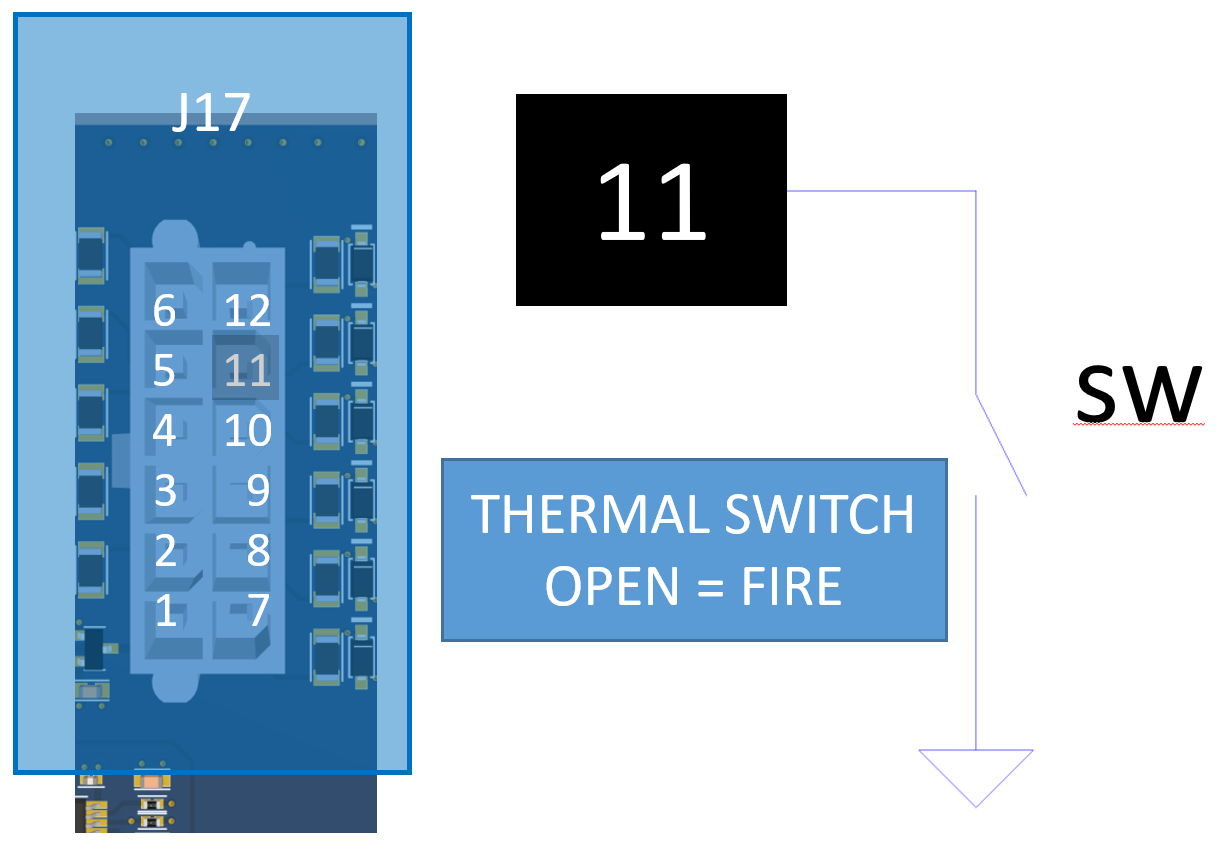 J17
6 12
5 11
4 10
3 9
2 8
1 7
11
SW
THERMAL SWITCH
OPEN = FIRE